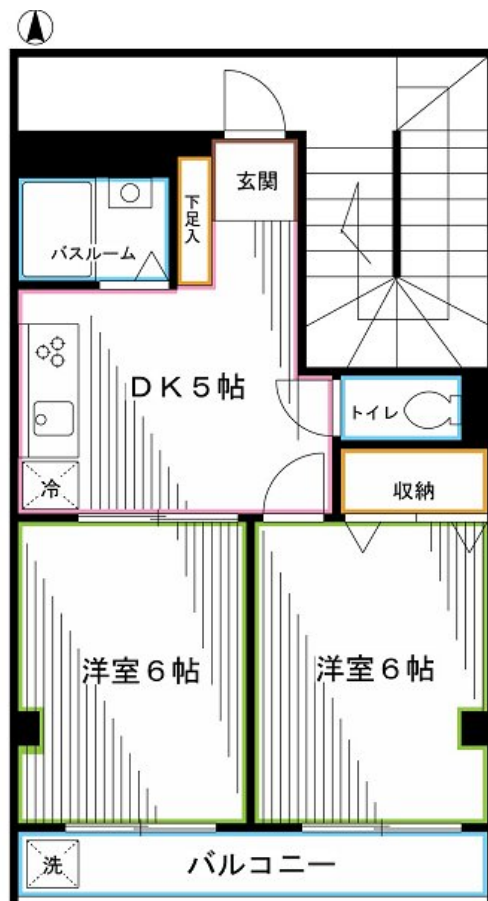 玄関
下足入
バスルーム
DK5帖
トイレ
冷
収納
洋室6帖
洋室6帖
洗
バルコニー